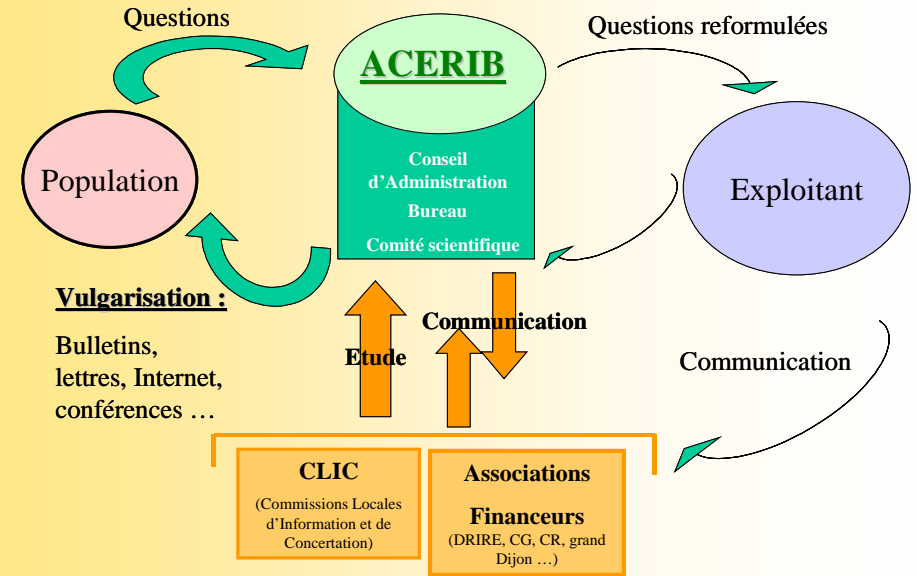 Questions
Questions reformulées
ACERIB
Conseil
d’Administration
Bureau
Comité scientifique
Population
Exploitant
Vulgarisation :
Bulletins,
lettres, Internet,
conférences …
Communication
Etude
Communication
CLIC
(Commissions Locales
d’Information et de
Concertation)
Associations
Financeurs
(DRIRE, CG, CR, grand
Dijon …)